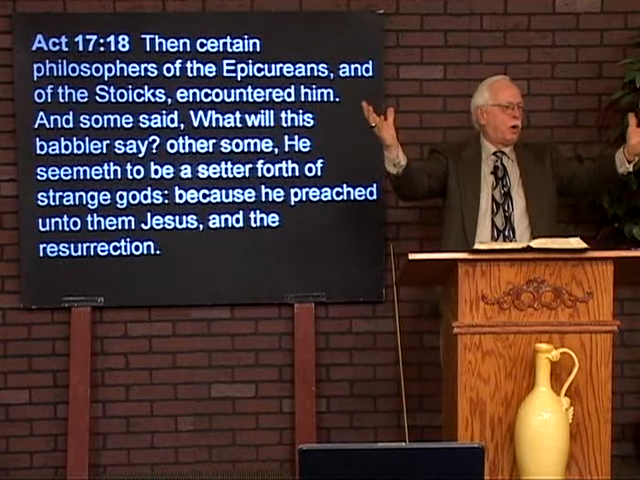 Act 17:18 Then certain
philosophers of the Epicureans, and
of the Stoicks, encountered him.
And some said, What will this
babbler say? other some, He
seemeth to be a setter forth of
strange gods: because he preached
unto them Jesus, and the
resurrection.